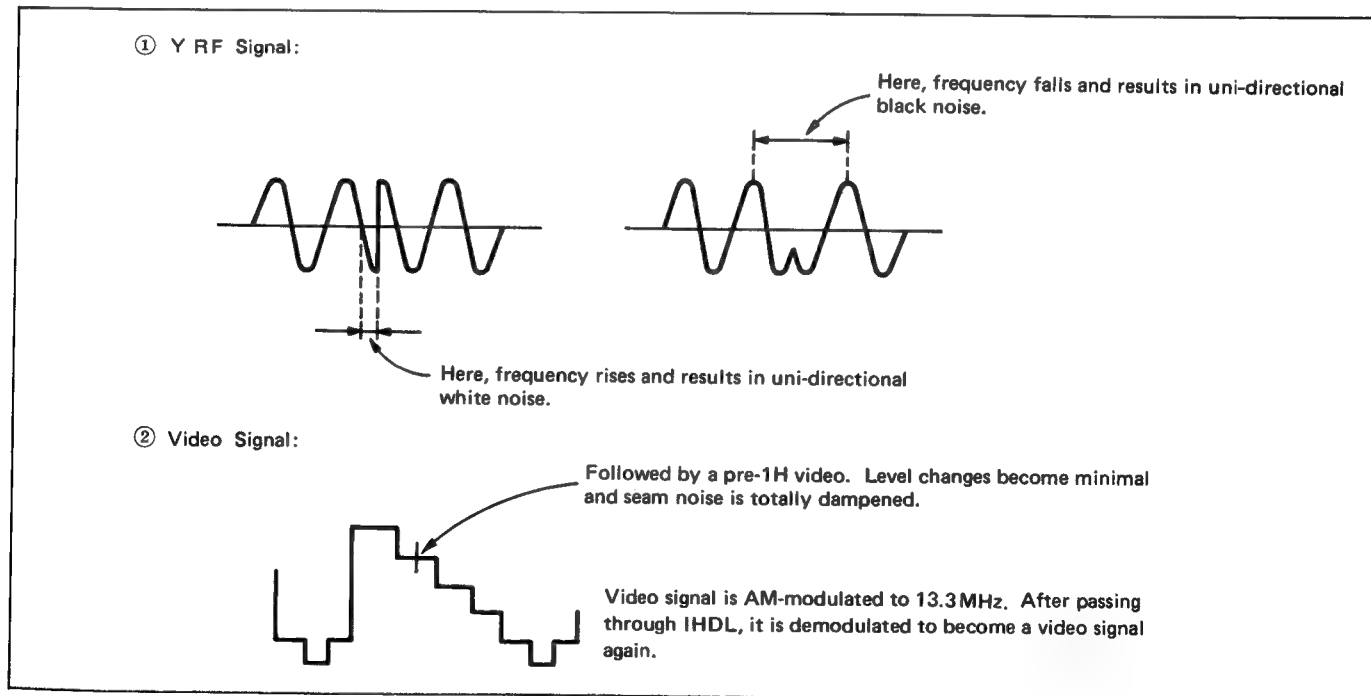 ① Y RF Signal:
Here, frequency falls and results in uni-directional
black noise.
Here, frequency rises and results in uni-directional
white noise.
② Video Signal:
Followed by a pre-1H video. Level changes become minimal
and seam noise is totally dampened.
Video signal is AM-modulated to 13.3MHz. After passing
through IHDL, it is demodulated to become a video signal
again.